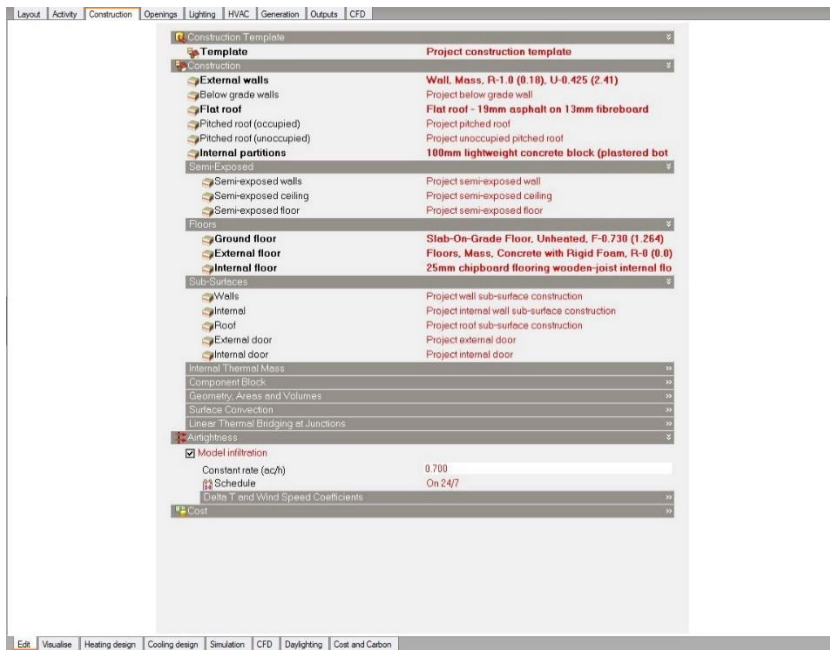 Layout Activity Construction Openings Lighting HVAC Generation Outputs CFD
Construction Template
Template Project construction template
Construction
External walls Wall, Mass, R-1.0 (0.18), U-0.425 (2.41)
Below grade walls Project below grade wall
Flat roof Flat roof - 19mm asphalt on 13mm fibreboard
Pitched roof (occupied) Project pitched roof
Pitched roof (unoccupied) Project unoccupied pitched roof
Internal partitions 100mm lightweight concrete block (plastered bot
Semi-Exposed
Semi-exposed walls Project semi-exposed wall
Semi-exposed ceiling Project semi-exposed ceiling
Semi-exposed floor Project semi-exposed floor
Floors
Ground floor Slab-On-Grade Floor, Unheated, F-0.730 (1.264)
External floor Floors, Mass, Concrete with Rigid Foam, R-0 (0.0)
Internal floor 25mm chipboard flooring wooden-joist internal flo
Sub-Surfaces
Walls Project wall sub-surface construction
Internal Project internal wall sub-surface construction
Roof Project roof sub-surface construction
External door Project external door
Internal door Project internal door
Internal Thermal Mass
Component Block
Geometry, Areas and Volumes
Surface Convection
Linear Thermal Bridging at Junctions
Airtightness
Model infiltration
Constant rate (ac/h) 0.700
Schedule On 24/7
Delta T and Wind Speed Coefficients
Cost
Edit Visualise Heating design Cooling design Simulation CFD Daylighting Cost and Carbon